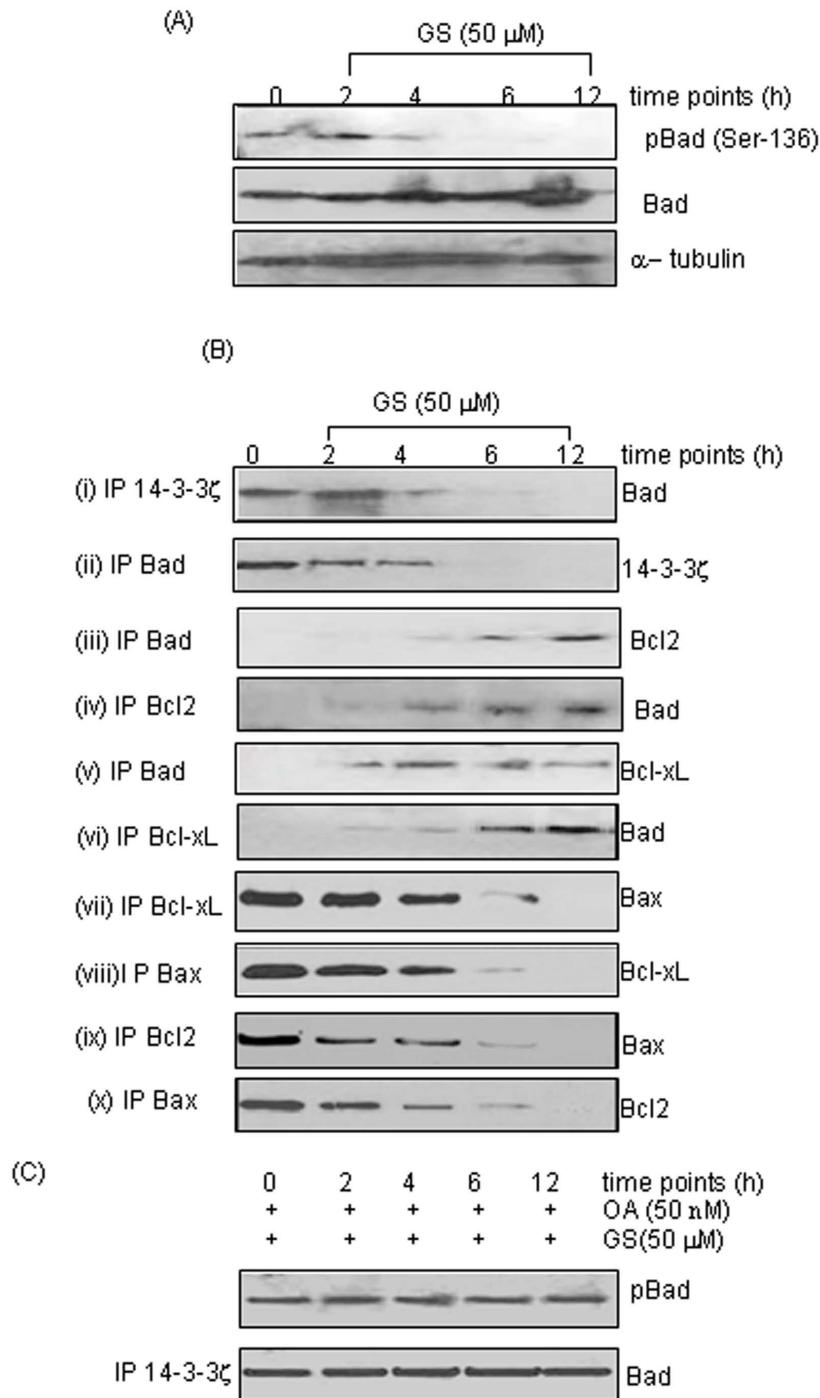 (A)
GS (50 μM)
0 2 4 6 12 time points (h)
pBad (Ser-136)
Bad
α– tubulin
(B)
GS (50 μM)
0 2 4 6 12 time points (h)
(i) IP 14-3-3ζ Bad
(ii) IP Bad 14-3-3ζ
(iii) IP Bad Bcl2
(iv) IP Bcl2 Bad
(v) IP Bad Bcl-xL
(vi) IP Bcl-xL Bad
(vii) IP Bcl-xL Bax
(viii)I P Bax Bcl-xL
(ix) IP Bcl2 Bax
(x) IP Bax Bcl2
(C)
0 2 4 6 12 time points (h)
+ + + + + OA (50 nM)
+ + + + + GS(50 μM)
pBad
IP 14-3-3ζ Bad